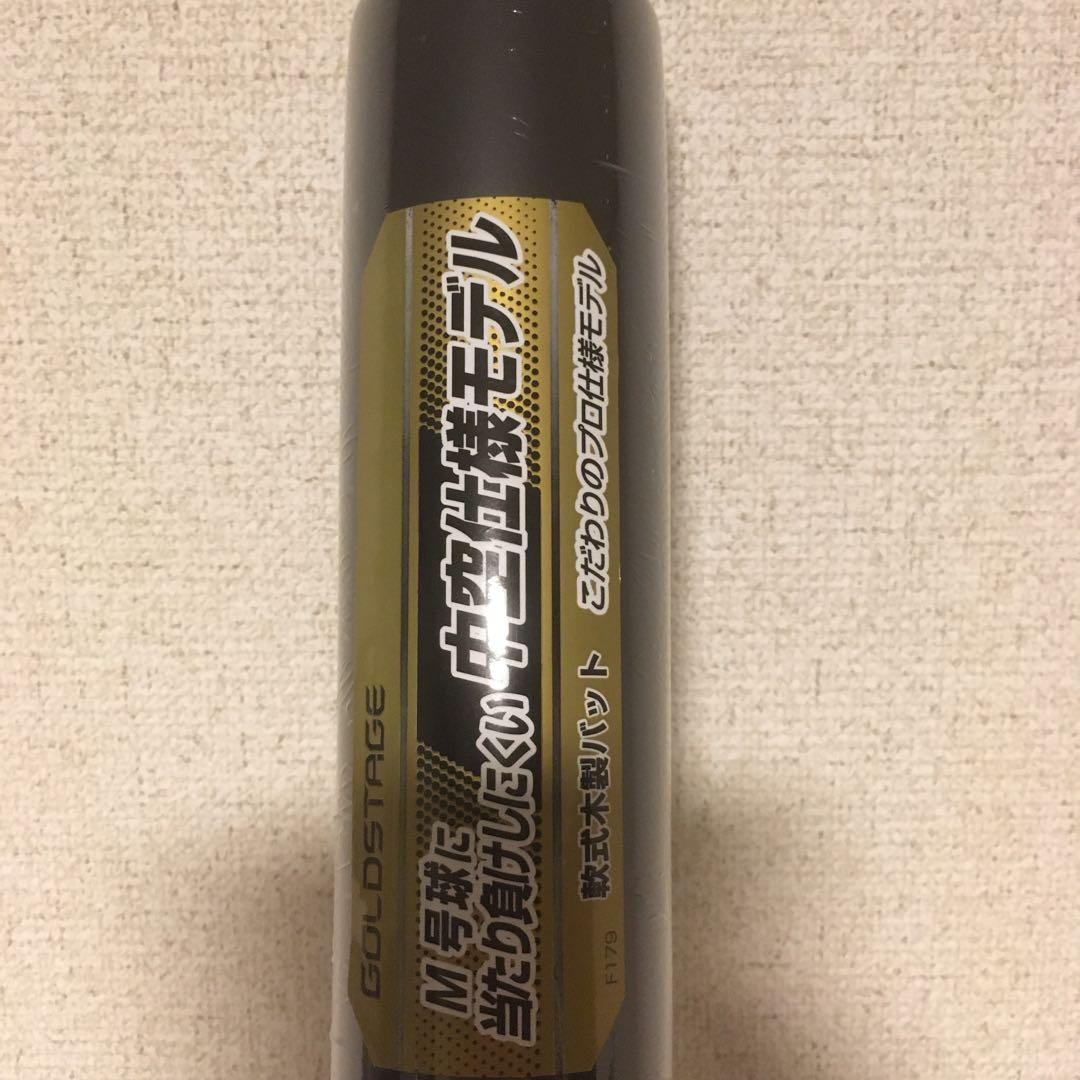 GOLDSTAGE
M号球に
当たり負けしにくい 中空仕様モデル
軟式木製バット こだわりのプロ仕様モデル
F179